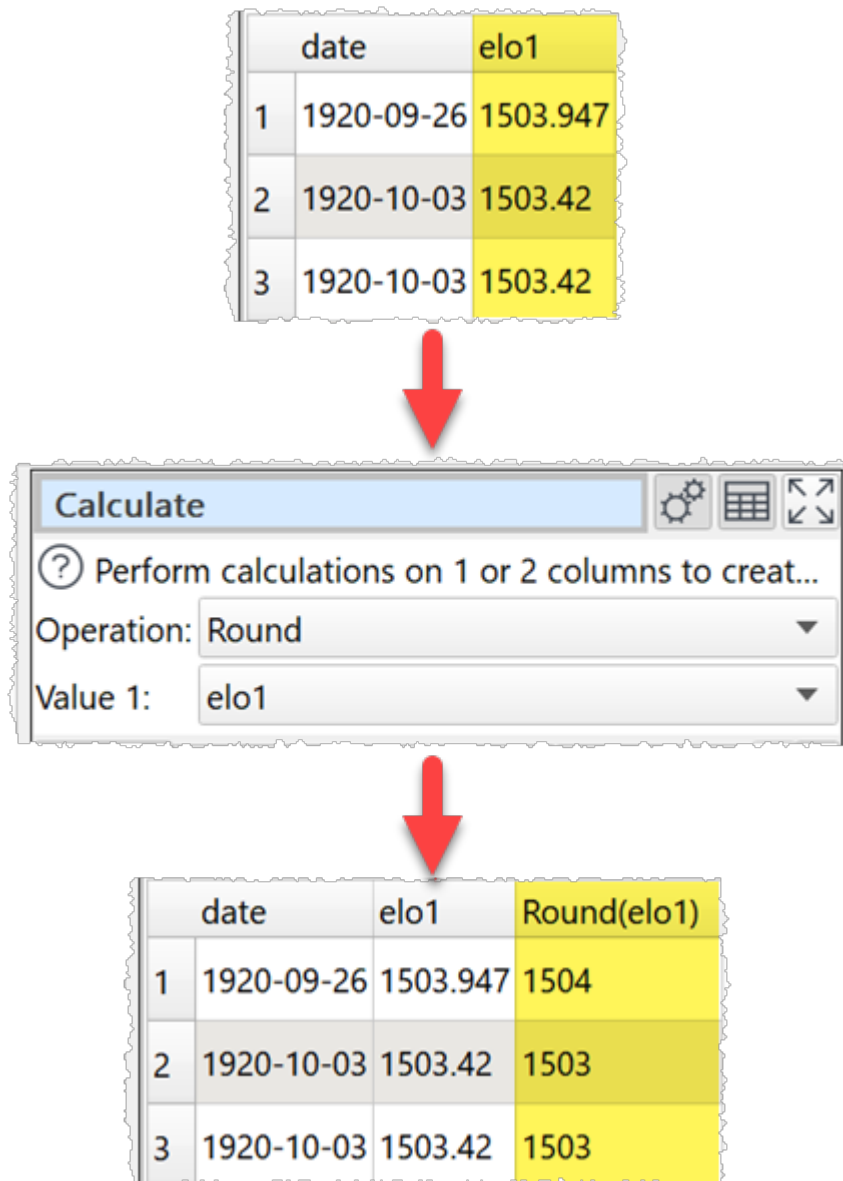 date elo1
1 1920-09-26 1503.947
2 1920-10-03 1503.42
3 1920-10-03 1503.42
Calculate
? Perform calculations on 1 or 2 columns to creat...
Operation: Round
Value 1: elo1
date elo1 Round(elo1)
1 1920-09-26 1503.947 1504
2 1920-10-03 1503.42 1503
3 1920-10-03 1503.42 1503